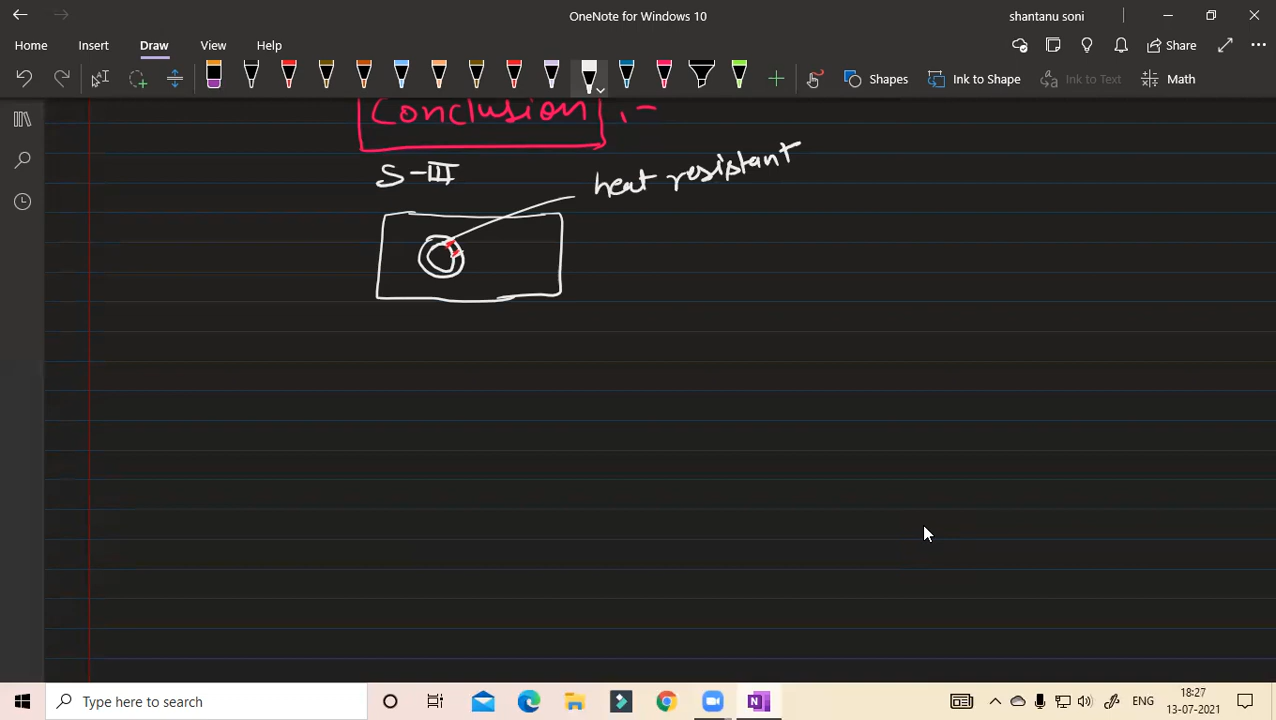 OneNote for Windows 10
shantanu soni
Home Insert Draw View Help
Share
Shapes
Ink to Shape
Ink to Text
Math
Conclusion :-
S-III
heat resistant
Type here to search
ENG
18:27
13-07-2021